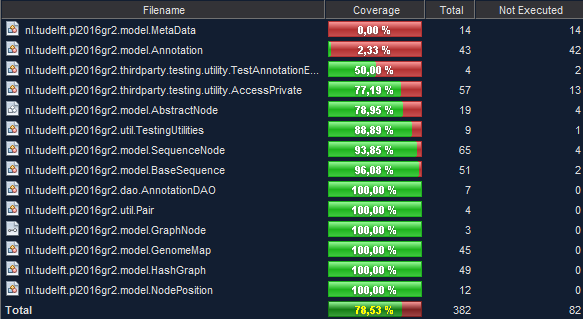 Filename Coverage Total Not Executed
nl.tudelft.pl2016gr2.model.MetaData 0,00 % 14 14
nl.tudelft.pl2016gr2.model.Annotation 2,33 % 43 42
nl.tudelft.pl2016gr2.thirdparty.testing.utility.TestAnnotationE... 50,00 % 4 2
nl.tudelft.pl2016gr2.thirdparty.testing.utility.AccessPrivate 77,19 % 57 13
nl.tudelft.pl2016gr2.model.AbstractNode 78,95 % 19 4
nl.tudelft.pl2016gr2.util.TestingUtilities 88,89 % 9 1
nl.tudelft.pl2016gr2.model.SequenceNode 93,85 % 65 4
nl.tudelft.pl2016gr2.model.BaseSequence 96,08 % 51 2
nl.tudelft.pl2016gr2.dao.AnnotationDAO 100,00 % 7 0
nl.tudelft.pl2016gr2.util.Pair 100,00 % 4 0
nl.tudelft.pl2016gr2.model.GraphNode 100,00 % 3 0
nl.tudelft.pl2016gr2.model.GenomeMap 100,00 % 45 0
nl.tudelft.pl2016gr2.model.HashGraph 100,00 % 49 0
nl.tudelft.pl2016gr2.model.NodePosition 100,00 % 12 0
Total 78,53 % 382 82